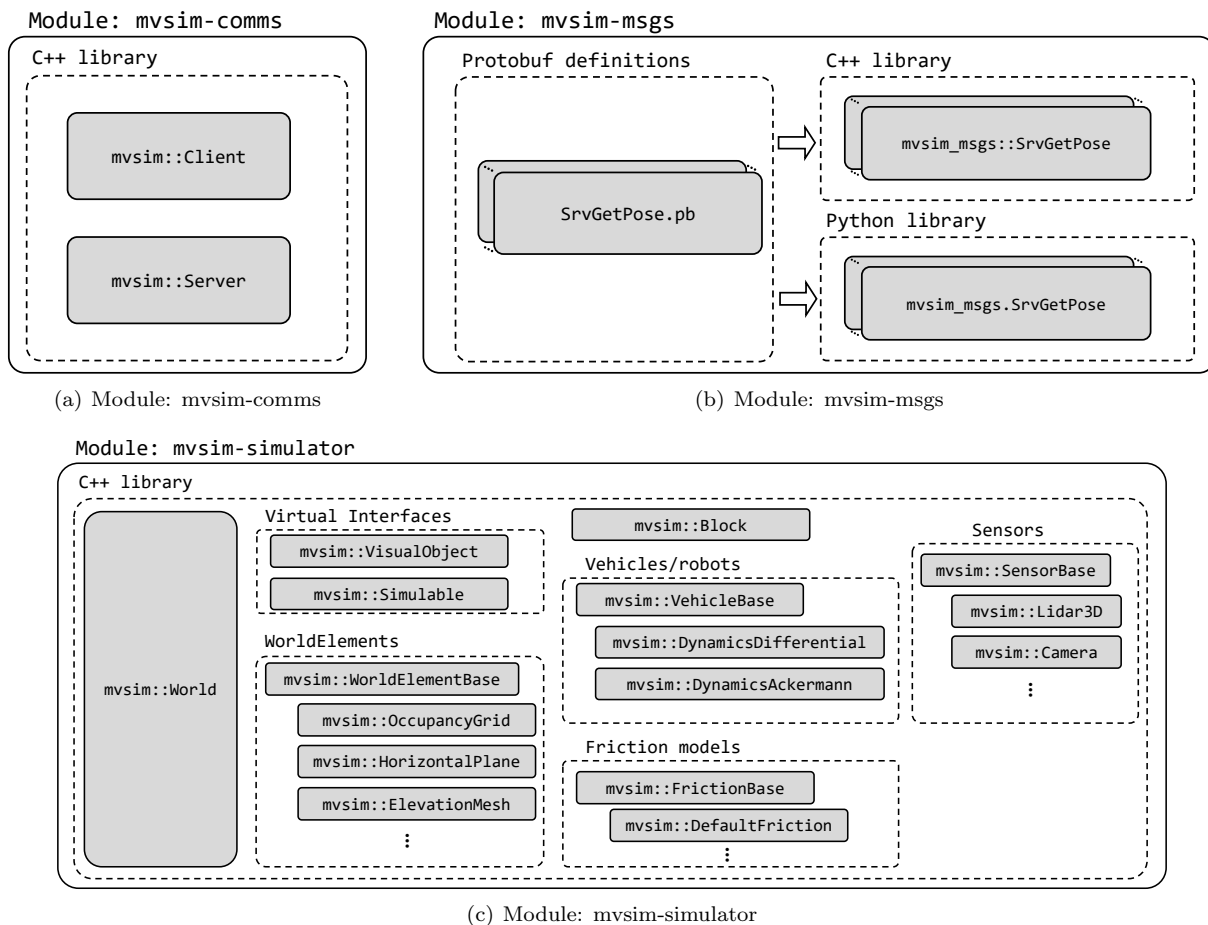 Module: mvsim-comms
C++ library
mvsim::Client
mvsim::Server
(a) Module: mvsim-comms
Module: mvsim-msgs
Protobuf definitions
SrvGetPose.pb
C++ library
mvsim_msgs::SrvGetPose
Python library
mvsim_msgs.SrvGetPose
(b) Module: mvsim-msgs
Module: mvsim-simulator
C++ library
mvsim::World
Virtual Interfaces
mvsim::VisualObject
mvsim::Simulable
WorldElements
mvsim::WorldElementBase
mvsim::OccupancyGrid
mvsim::HorizontalPlane
mvsim::ElevationMesh
mvsim::Block
Vehicles/robots
mvsim::VehicleBase
mvsim::DynamicsDifferential
mvsim::DynamicsAckermann
Friction models
mvsim::FrictionBase
mvsim::DefaultFriction
Sensors
mvsim::SensorBase
mvsim::Lidar3D
mvsim::Camera
(c) Module: mvsim-simulator